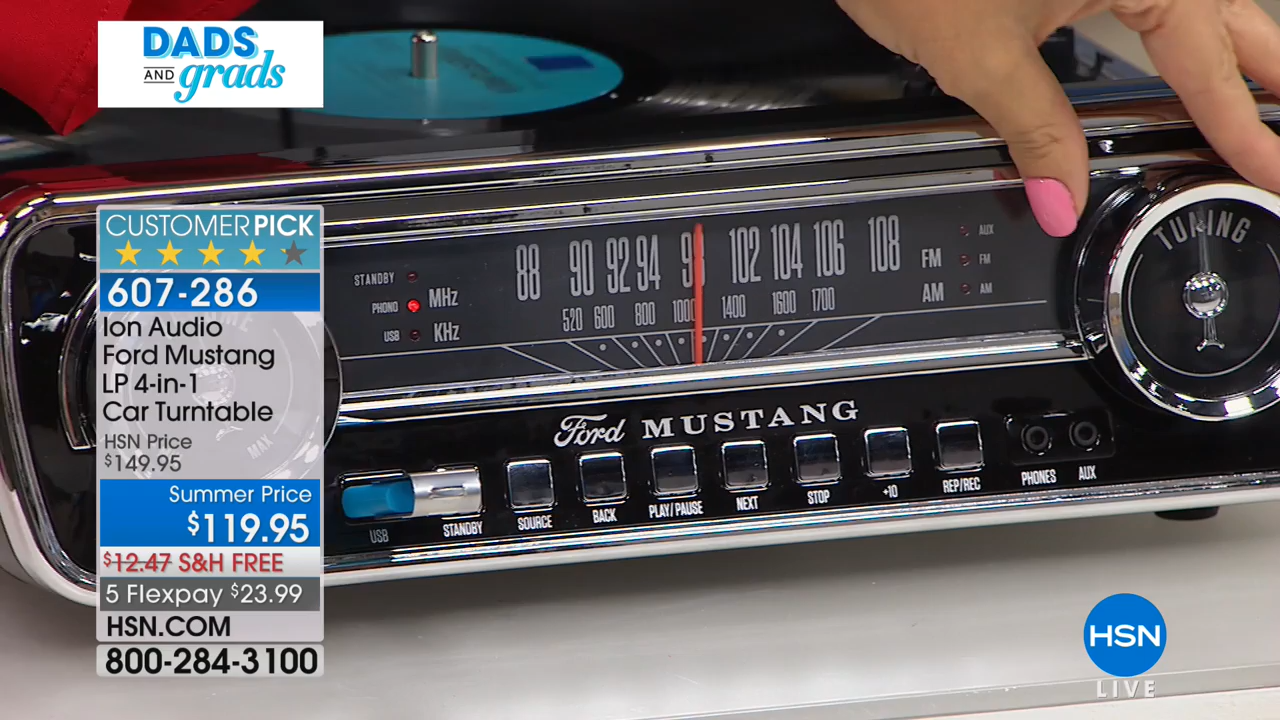 DADS
AND grads
CUSTOMER PICK
607-286
Ion Audio
Ford Mustang
LP 4-in-1
Car Turntable
HSN Price
$149.95
Summer Price
$119.95
$12.47 S&H FREE
5 Flexpay $23.99
HSN.COM
800-284-3100
MAX
STANDBY
PHONO
USB
MHz
KHz
88 90 92 94 102 104 106 108
520 600 800 1000 1400 1600 1700
FM
AM
AUX
FM
AM
TUNING
Ford MUSTANG
USB
STANDBY
SOURCE
BACK
PLAY/PAUSE
NEXT
STOP
+10
REP/REC
PHONES
AUX
HSN
LIVE